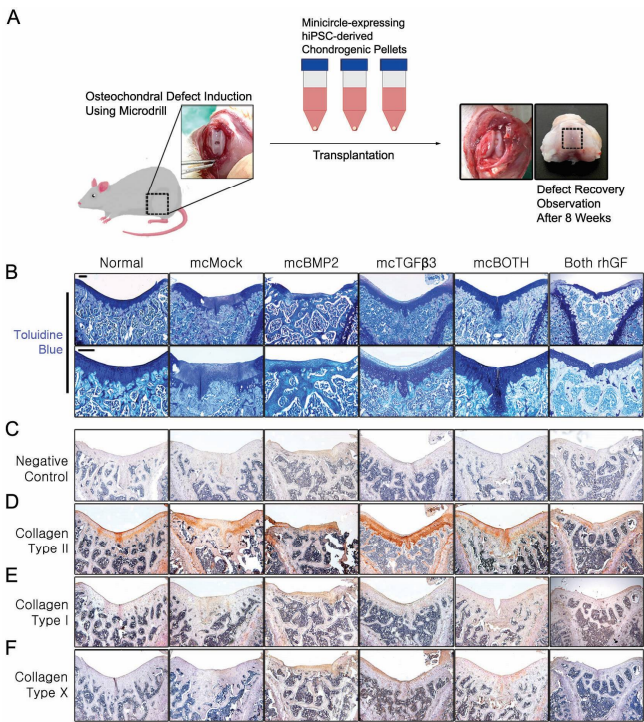 A
Minicircle-expressing
hiPSC-derived
Chondrogenic Pellets
Osteochondral Defect Induction
Using Microdrill
Transplantation
Defect Recovery
Observation
After 8 Weeks
B
Normal mcMock mcBMP2 mcTGFβ3 mcBOTH Both rhGF
Toluidine
Blue
C
Negative
Control
D
Collagen
Type II
E
Collagen
Type I
F
Collagen
Type X